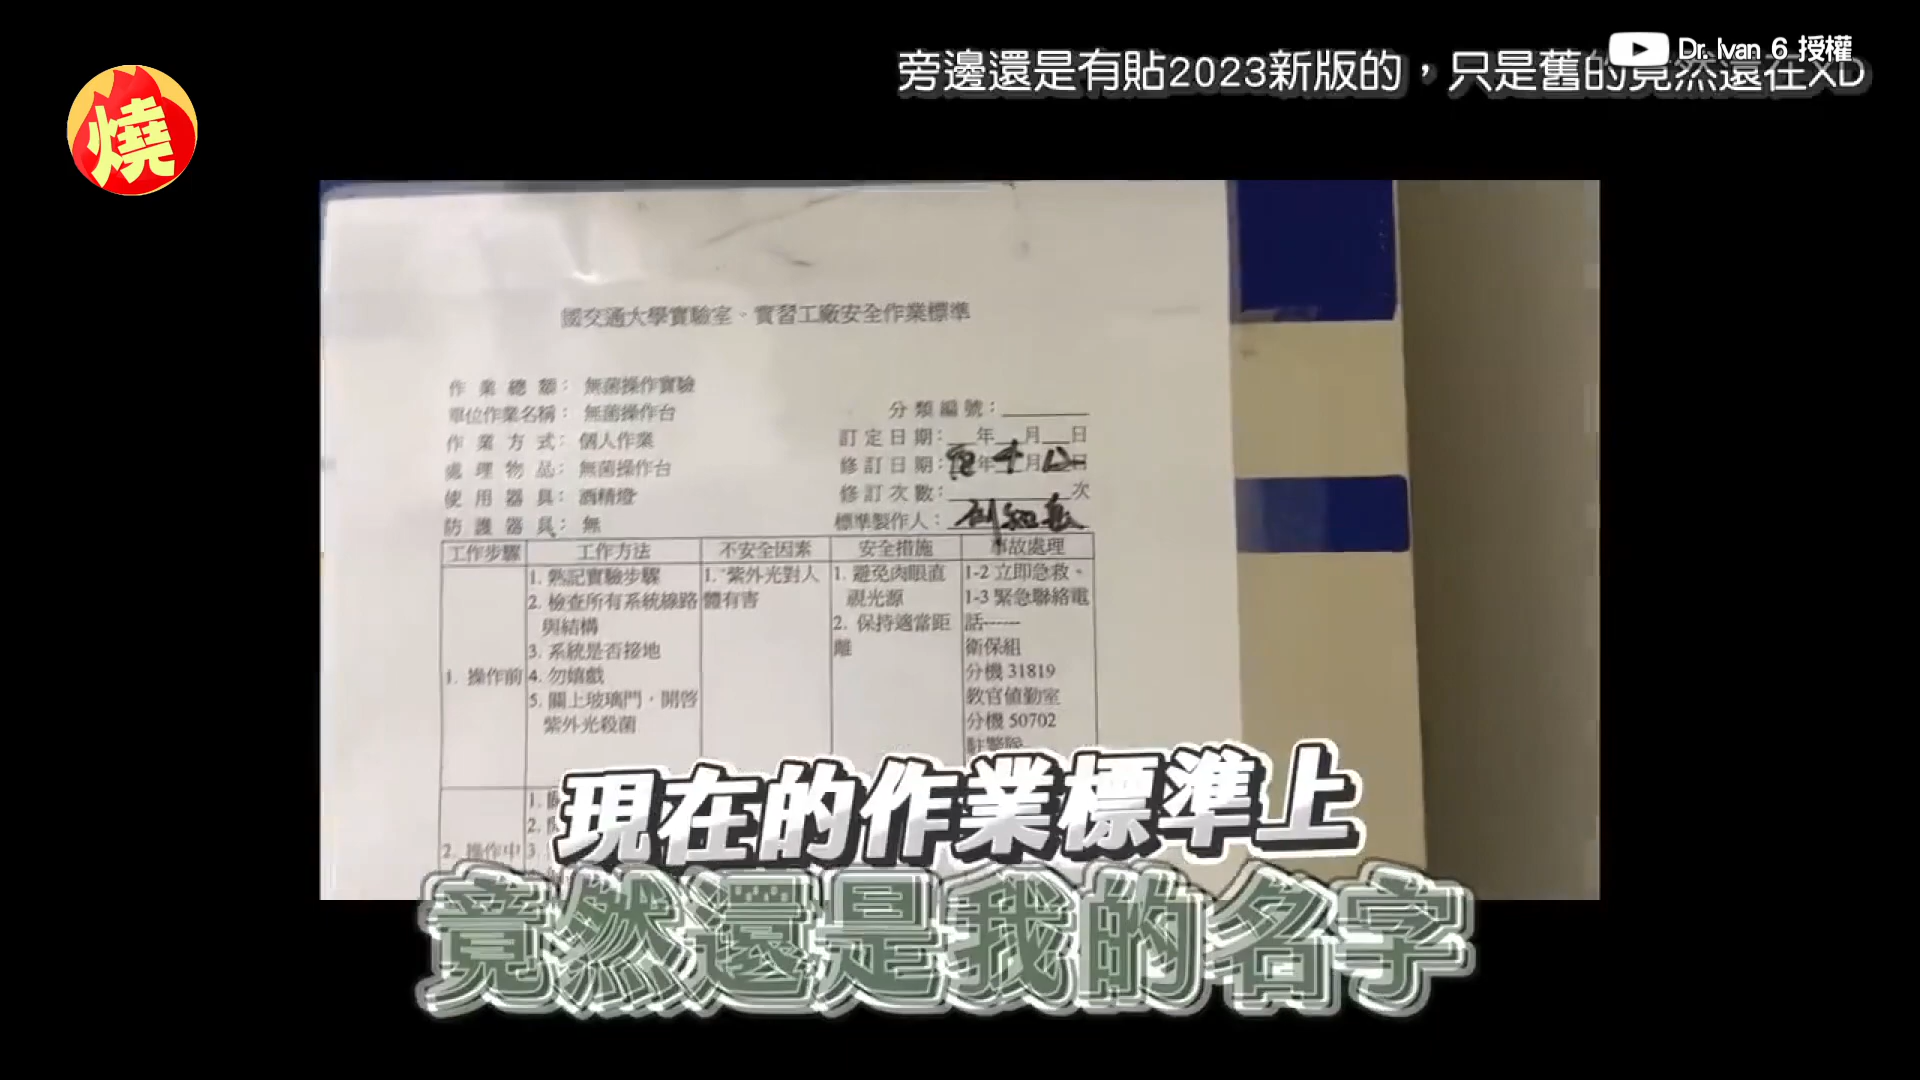 Dr. Ivan 6 授權
旁邊還是有貼2023新版的，只是舊的竟然還在XD
燒
國交通大學實驗室、實習工廠安全作業標準
作業總類： 無菌操作實驗
單位作業名稱： 無菌操作台
分類編號：
作業方式： 個人作業
訂定日期： 年 月 日
處理物品： 無菌操作台
修訂日期： 年 月 日
使用器具： 酒精燈
修訂次數： 次
防護器具： 無
標準製作人：
工作步驟 工作方法 不安全因素 安全措施 事故處理
1. 操作前
1. 熟記實驗步驟
2. 檢查所有系統線路
與結構
3. 系統是否接地
4. 勿嬉戲
5. 關上玻璃門，開啓
紫外光殺菌
1. 紫外光對人
體有害
1. 避免肉眼直
視光源
2. 保持適當距
離
1-2 立即急救、
1-3 緊急聯絡電
話------
衛保組
分機 31819
教官值勤室
分機 50702
駐警隊
2. 操作中
1.
2.
3.
現在的作業標準上
竟然還是我的名字